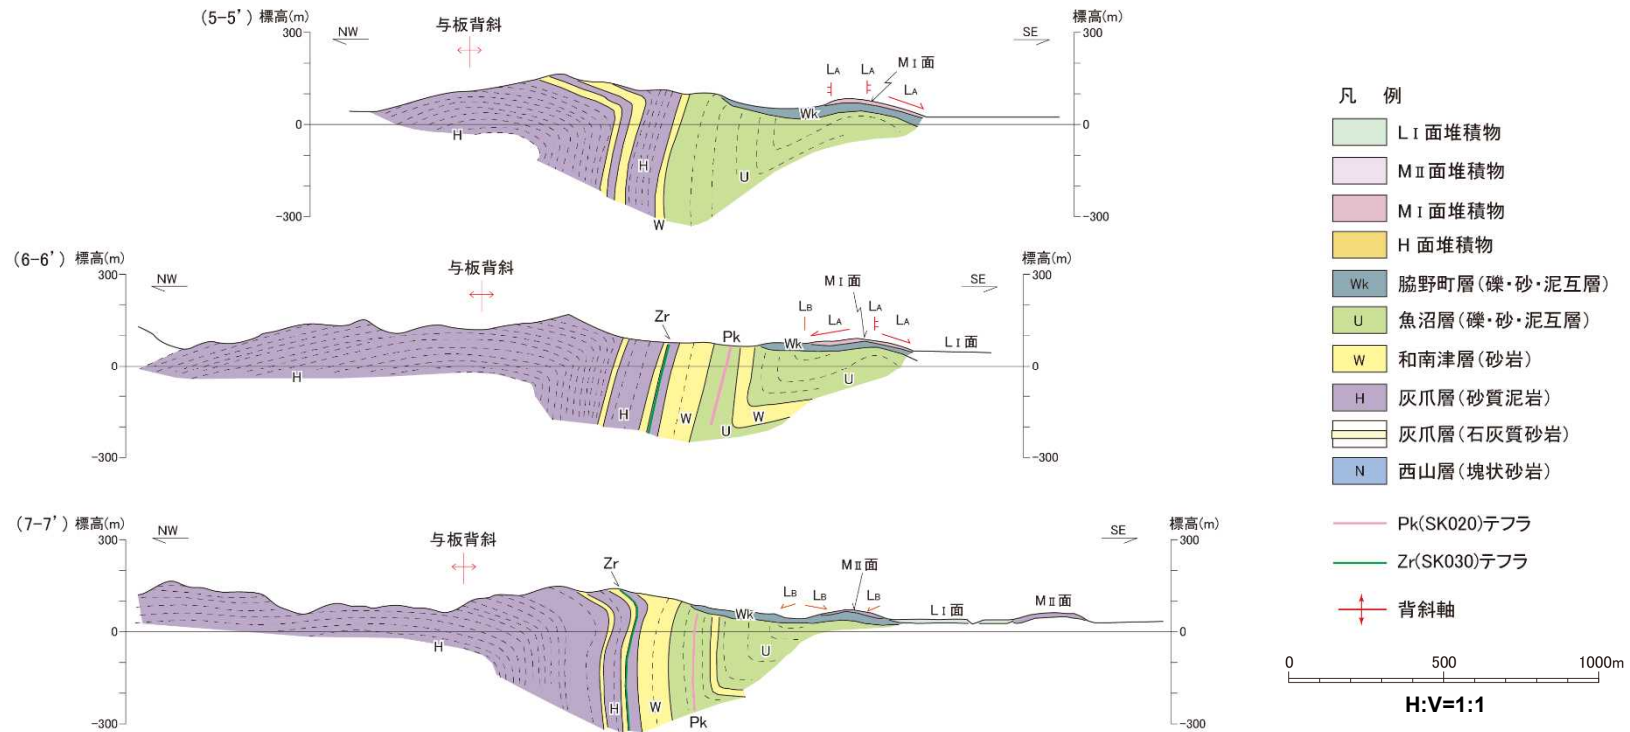 (5-5')
標高(m)
与板背斜
標高(m)
300
NW
SE
300
LA
LA
MⅠ面
LA
Wk
0
0
H
H
U
-300
W
-300
(6-6')
標高(m)
与板背斜
標高(m)
300
NW
MⅠ面
SE
300
Zr
Pk
LB
LA
LA
LA
Wk
LⅠ面
0
0
H
H
W
U
W
U
-300
-300
(7-7')
標高(m)
与板背斜
標高(m)
300
NW
SE
300
Zr
MⅡ面
LB
LB
LB
LⅠ面
MⅡ面
Wk
0
0
H
U
H
W
-300
Pk
-300
凡 例
LⅠ面堆積物
MⅡ面堆積物
MⅠ面堆積物
H面堆積物
Wk 脇野町層(礫・砂・泥互層)
U 魚沼層(礫・砂・泥互層)
W 和南津層(砂岩)
H 灰爪層(砂質泥岩)
灰爪層(石灰質砂岩)
N 西山層(塊状砂岩)
Pk(SK020)テフラ
Zr(SK030)テフラ
背斜軸
0 500 1000m
H:V=1:1